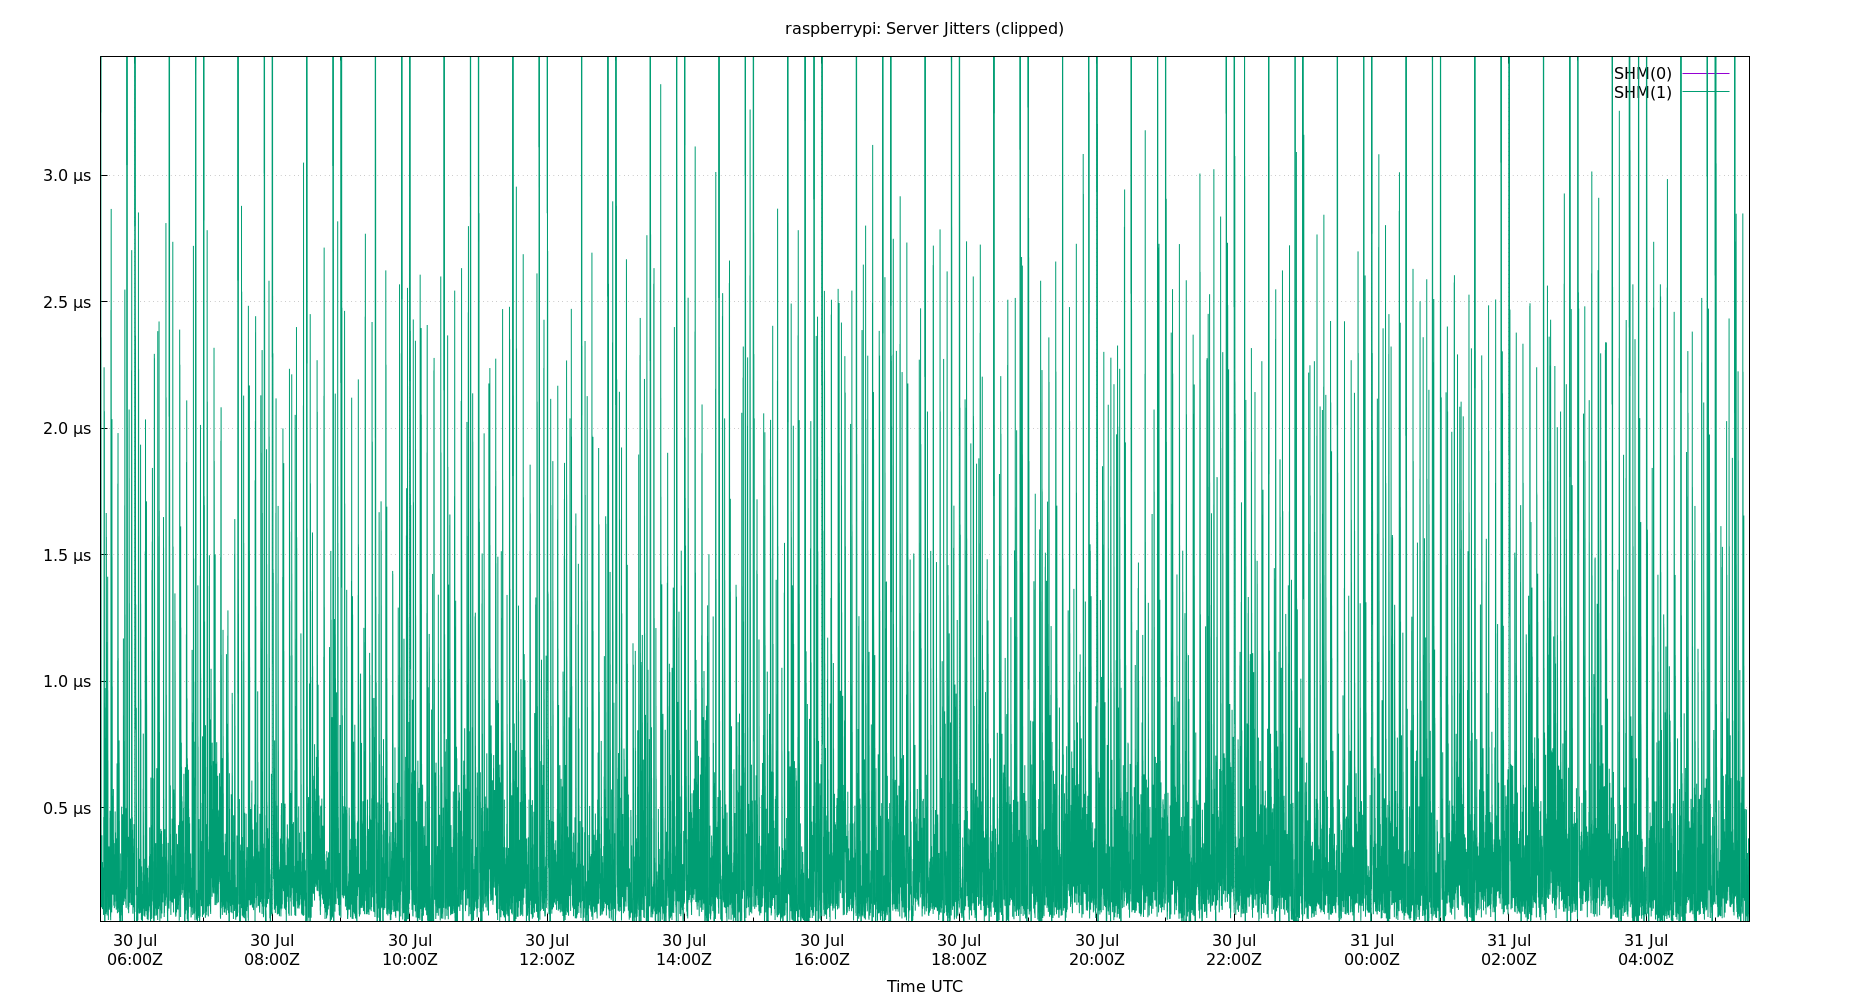 raspberrypi: Server Jitters (clipped)
SHM(0)
SHM(1)
3.0 µs
2.5 µs
2.0 µs
1.5 µs
1.0 µs
0.5 µs
30 Jul 30 Jul 30 Jul 30 Jul 30 Jul 30 Jul 30 Jul 30 Jul 30 Jul 31 Jul 31 Jul 31 Jul
06:00Z 08:00Z 10:00Z 12:00Z 14:00Z 16:00Z 18:00Z 20:00Z 22:00Z 00:00Z 02:00Z 04:00Z
Time UTC